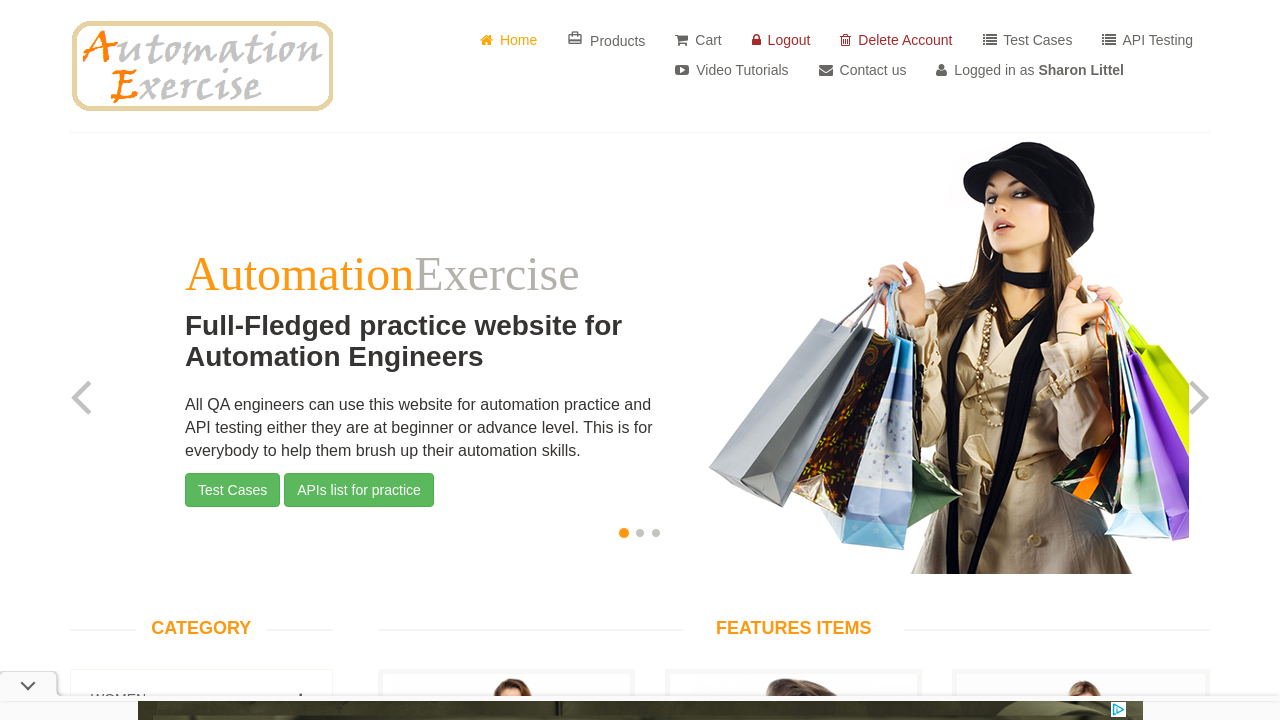 Automation
Exercise
Home
Products
Cart
Logout
Delete Account
Test Cases
API Testing
Video Tutorials
Contact us
Logged in as Sharon Littel
AutomationExercise
Full-Fledged practice website for
Automation Engineers
All QA engineers can use this website for automation practice and
API testing either they are at beginner or advance level. This is for
everybody to help them brush up their automation skills.
Test Cases
APIs list for practice
CATEGORY
FEATURES ITEMS
WOMEN